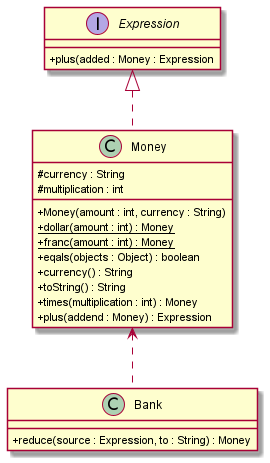 I Expression
+plus(added : Money : Expression
C Money
#currency : String
#multiplication : int
+Money(amount : int, currency : String)
+dollar(amount : int) : Money
+franc(amount : int) : Money
+eqals(objects : Object) : boolean
+currency() : String
+toString() : String
+times(multiplication : int) : Money
+plus(addend : Money) : Expression
C Bank
+reduce(source : Expression, to : String) : Money